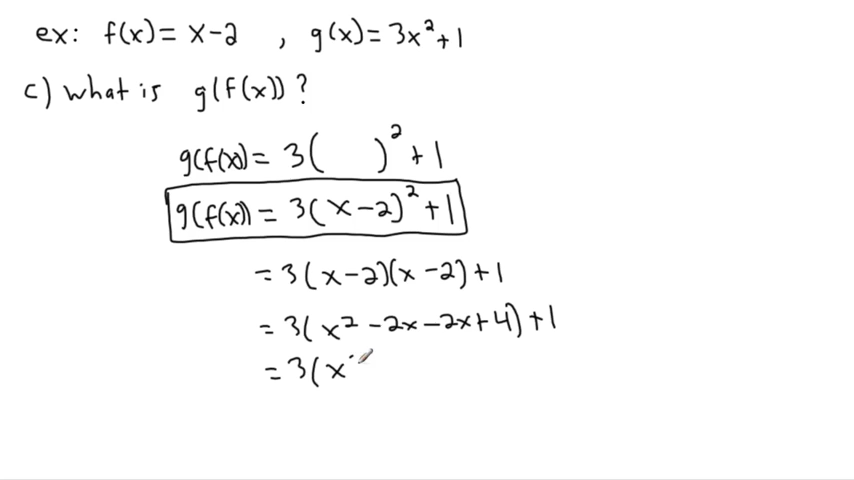 ex: f(x) = x-2 , g(x) = 3x²+1
c) what is g(f(x)) ?
g(f(x) = 3( )² + 1
g(f(x)) = 3(x-2)² + 1
= 3(x-2)(x-2) + 1
= 3(x² -2x-2x+4) + 1
= 3(x